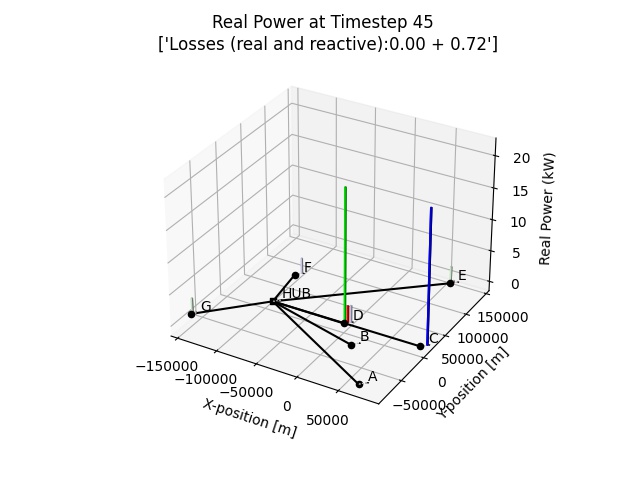 Real Power at Timestep 45
['Losses (real and reactive):0.00 + 0.72']
Real Power (kW)
20
15
10
5
0
F
E
HUB
G
D
B
C
A
150000
100000
50000
0
−50000
Y-position [m]
−150000
−100000
−50000
0
50000
X-position [m]